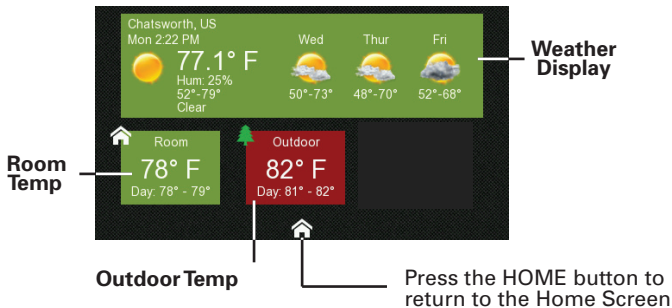 Chatsworth, US
Mon 2:22 PM
77.1° F
Hum: 25%
52°-79°
Clear
Wed
50°-73°
Thur
48°-70°
Fri
52°-68°
Weather
Display
Room
78° F
Day: 78° - 79°
Outdoor
82° F
Day: 81° - 82°
Room
Temp
Outdoor Temp
Press the HOME button to
return to the Home Screen